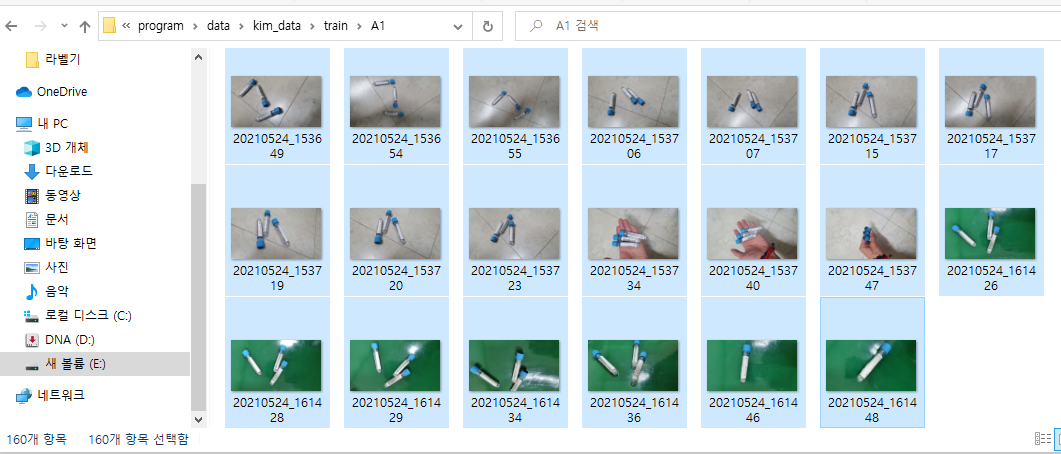 « program › data › kim_data › train › A1
A1 검색
라벨기
OneDrive
내 PC
3D 개체
다운로드
동영상
문서
바탕 화면
사진
음악
로컬 디스크 (C:)
DNA (D:)
새 볼륨 (E:)
네트워크
20210524_153649
20210524_153654
20210524_153655
20210524_153706
20210524_153707
20210524_153715
20210524_153717
20210524_153719
20210524_153720
20210524_153723
20210524_153734
20210524_153740
20210524_153747
20210524_161426
20210524_161428
20210524_161429
20210524_161434
20210524_161436
20210524_161446
20210524_161448
160개 항목
160개 항목 선택함